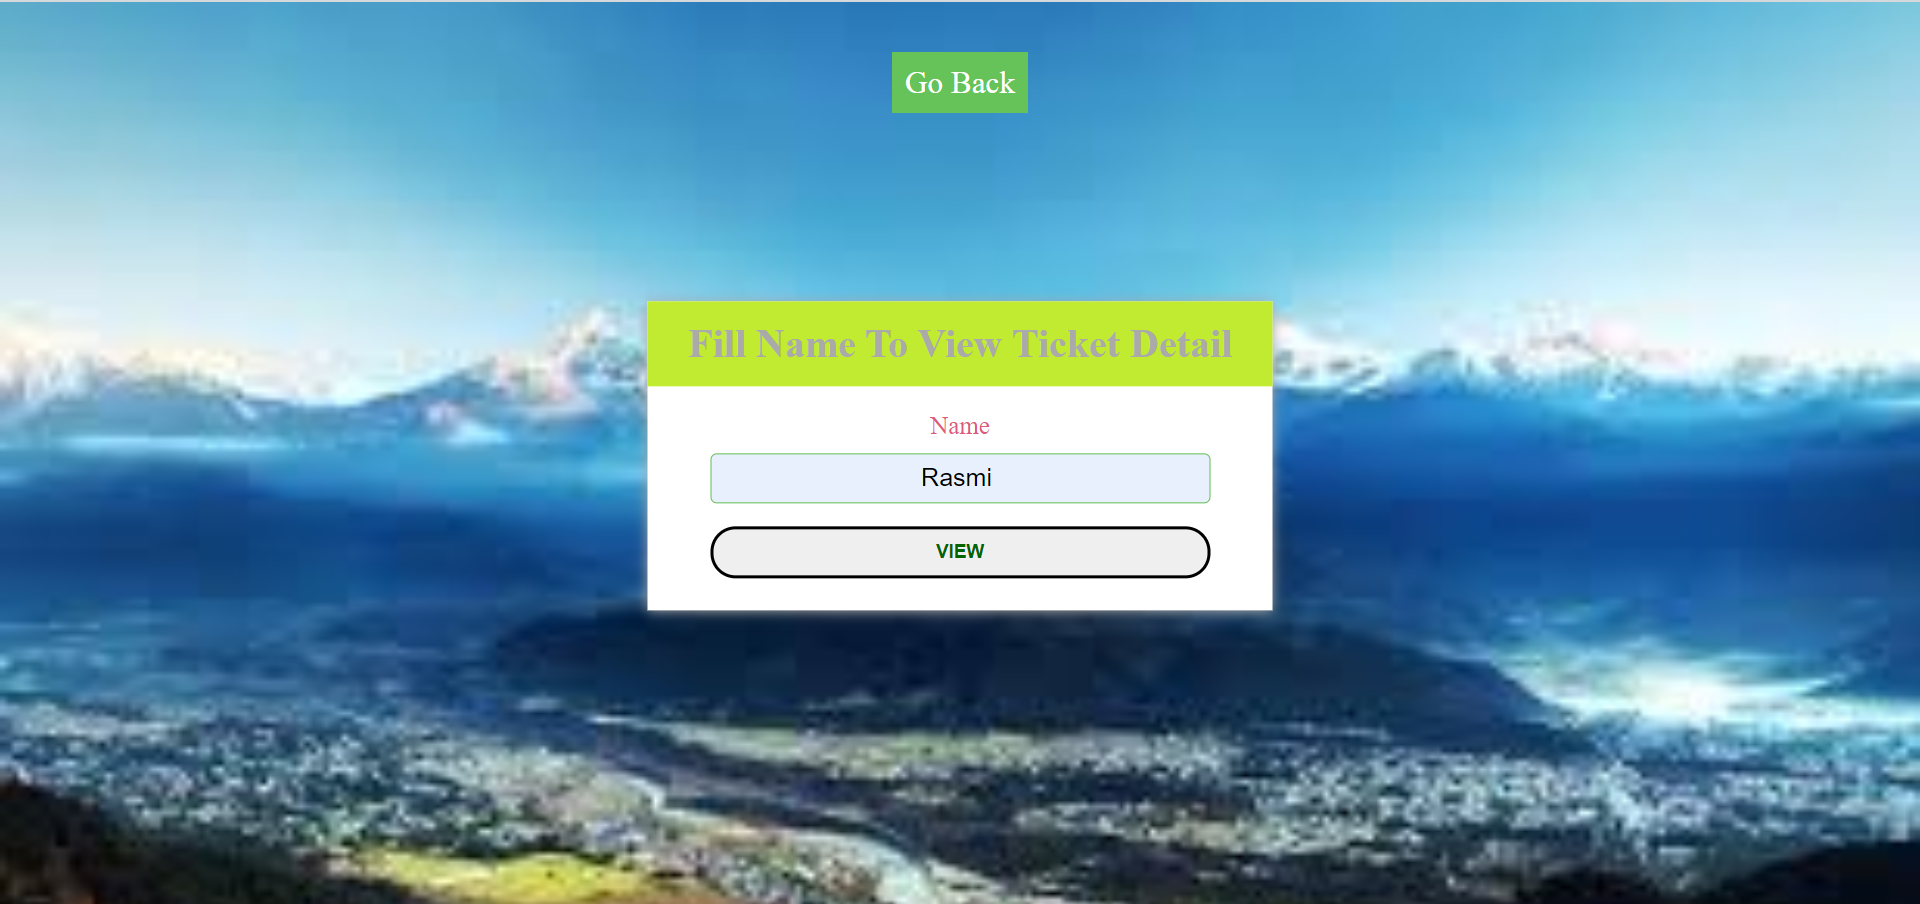 Go Back
Fill Name To View Ticket Detail
Name
Rasmi
VIEW